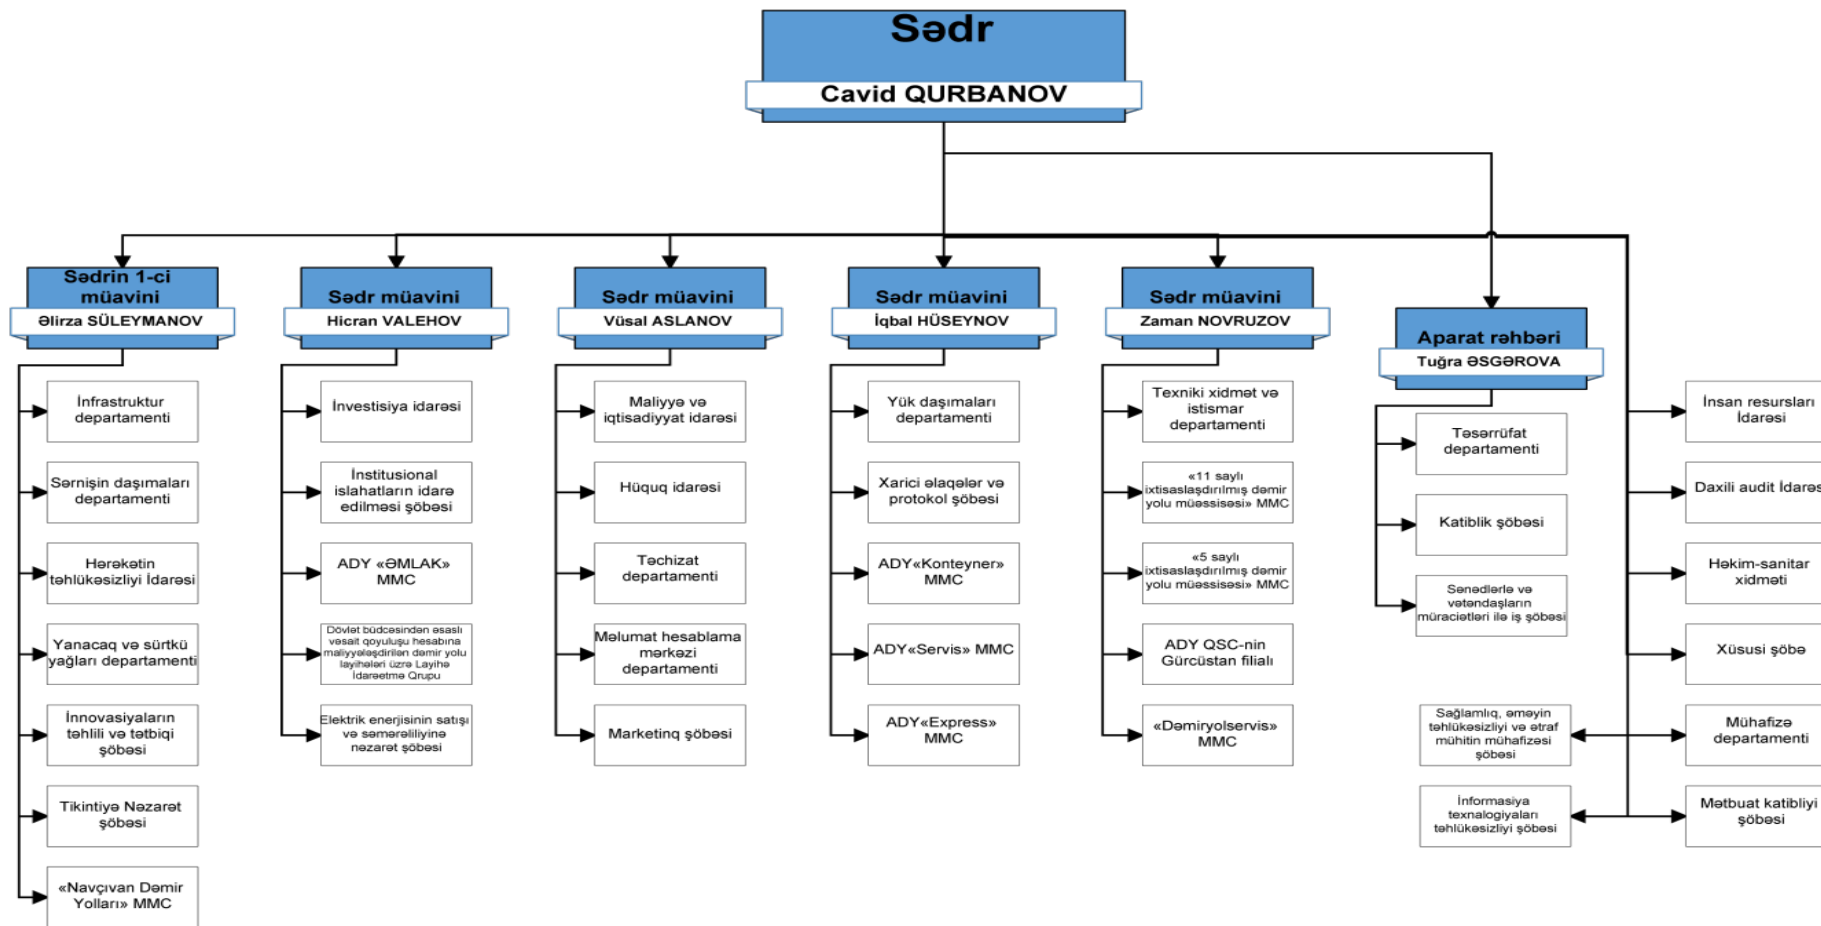 Sədr
Cavid QURBANOV
Sədrin 1-ci
müavini
Əlirza SÜLEYMANOV
İnfrastruktur
departamenti
Sərnişin daşımaları
departamenti
Hərəkətin
təhlükəsizliyi İdarəsi
Yanacaq və sürtkü
yağları departamenti
İnnovasiyaların
təhlili və tətbiqi
şöbəsi
Tikintiyə Nəzarət
şöbəsi
«Navçıvan Dəmir
Yolları» MMC
Sədr müavini
Hicran VALEHOV
İnvestisiya idarəsi
İnstitusional
islahatların idarə
edilməsi şöbəsi
ADY «ƏMLAK»
MMC
Dövlət büdcəsindən əsaslı
vəsait qoyuluşu hesabına
maliyyələşdirilən dəmir yolu
layihələri üzrə Layihə
İdarəetmə Qrupu
Elektrik enerjisinin satışı
və səmərəliliyinə
nəzarət şöbəsi
Sədr müavini
Vüsal ASLANOV
Maliyyə və
iqtisadiyyat idarəsi
Hüquq idarəsi
Təchizat
departamenti
Məlumat hesablama
mərkəzi
departamenti
Marketinq şöbəsi
Sədr müavini
İqbal HÜSEYNOV
Yük daşımaları
departamenti
Xarici əlaqələr və
protokol şöbəsi
ADY«Konteyner»
MMC
ADY«Servis» MMC
ADY«Express»
MMC
Sədr müavini
Zaman NOVRUZOV
Texniki xidmət və
istismar
departamenti
«11 saylı
ixtisaslaşdırılmış dəmir
yolu müəssisəsi» MMC
«5 saylı
ixtisaslaşdırılmış dəmir
yolu müəssisəsi» MMC
ADY QSC-nin
Gürcüstan filialı
«Dəmiryolservis»
MMC
Aparat rəhbəri
Tuğra ƏSGƏROVA
Təsərrüfat
departamenti
Katiblik şöbəsi
Sənədlərlə və
vətəndaşların
müraciətləri ilə iş şöbəsi
Sağlamlıq, əməyin
təhlükəsizliyi və ətraf
mühitin mühafizəsi
şöbəsi
İnformasiya
texnalogiyaları
təhlükəsizliyi şöbəsi
İnsan resursları
İdarəsi
Daxili audit İdarəs
Həkim-sanitar
xidməti
Xüsusi şöbə
Mühafizə
departamenti
Mətbuat katibliyi
şöbəsi